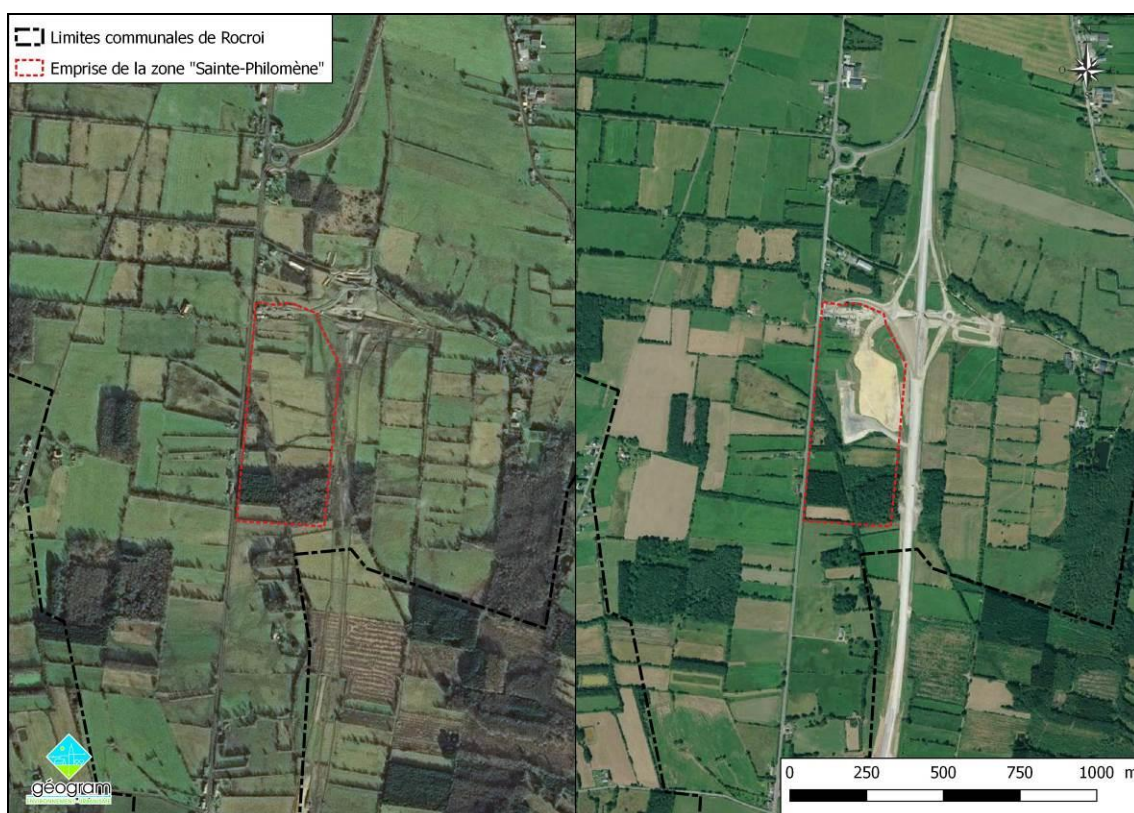 Limites communales de Rocroi
Emprise de la zone "Sainte-Philomène"
O
géogram
0 250 500 750 1000 m